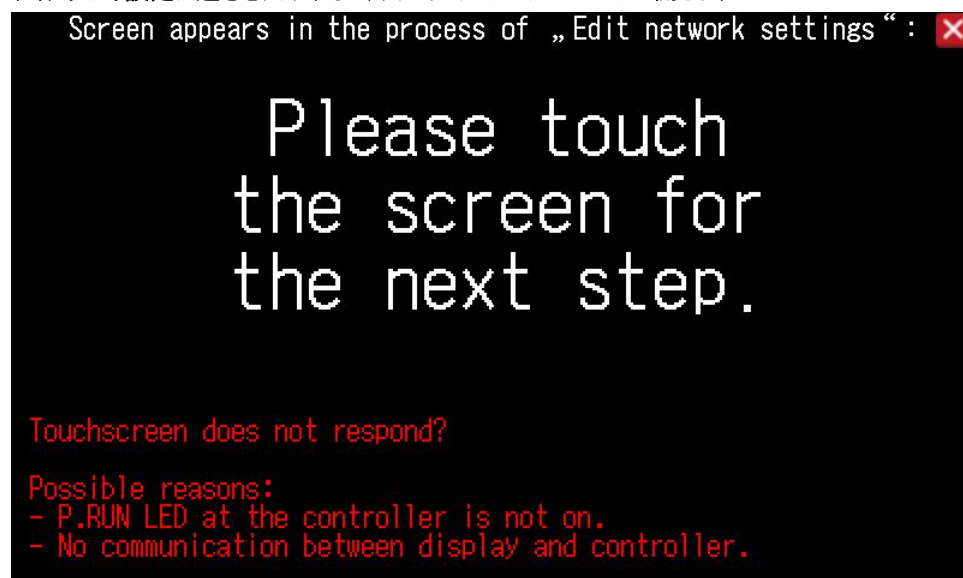 Screen appears in the process of „Edit network settings“:
Please touch
the screen for
the next step.
Touchscreen does not respond?
Possible reasons:
- P.RUN LED at the controller is not on.
- No communication between display and controller.